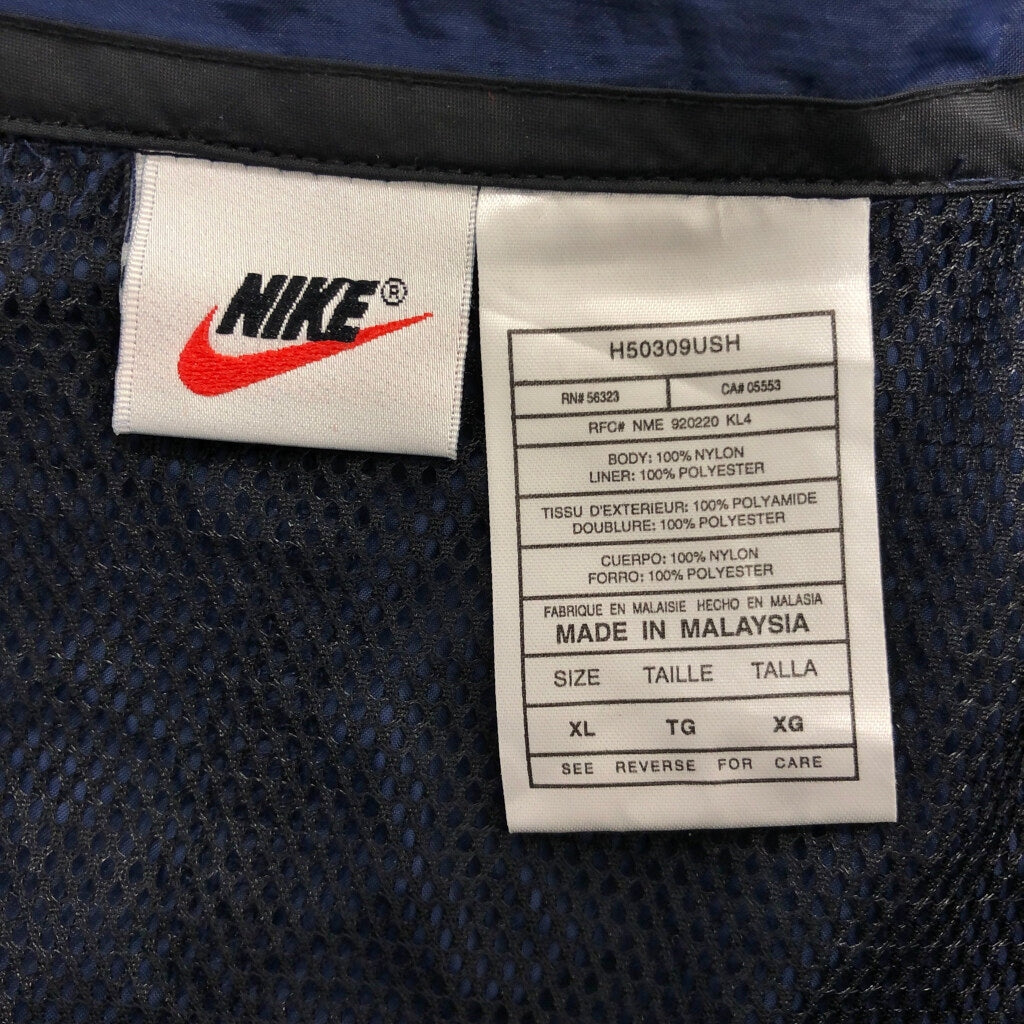 NIKE®
H50309USH
RN# 56323 CA# 05553
RFC# NME 920220 KL4
BODY: 100% NYLON
LINER: 100% POLYESTER
TISSU D'EXTERIEUR: 100% POLYAMIDE
DOUBLURE: 100% POLYESTER
CUERPO: 100% NYLON
FORRO: 100% POLYESTER
FABRIQUE EN MALAISIE HECHO EN MALASIA
MADE IN MALAYSIA
SIZE TAILLE TALLA
XL TG XG
SEE REVERSE FOR CARE